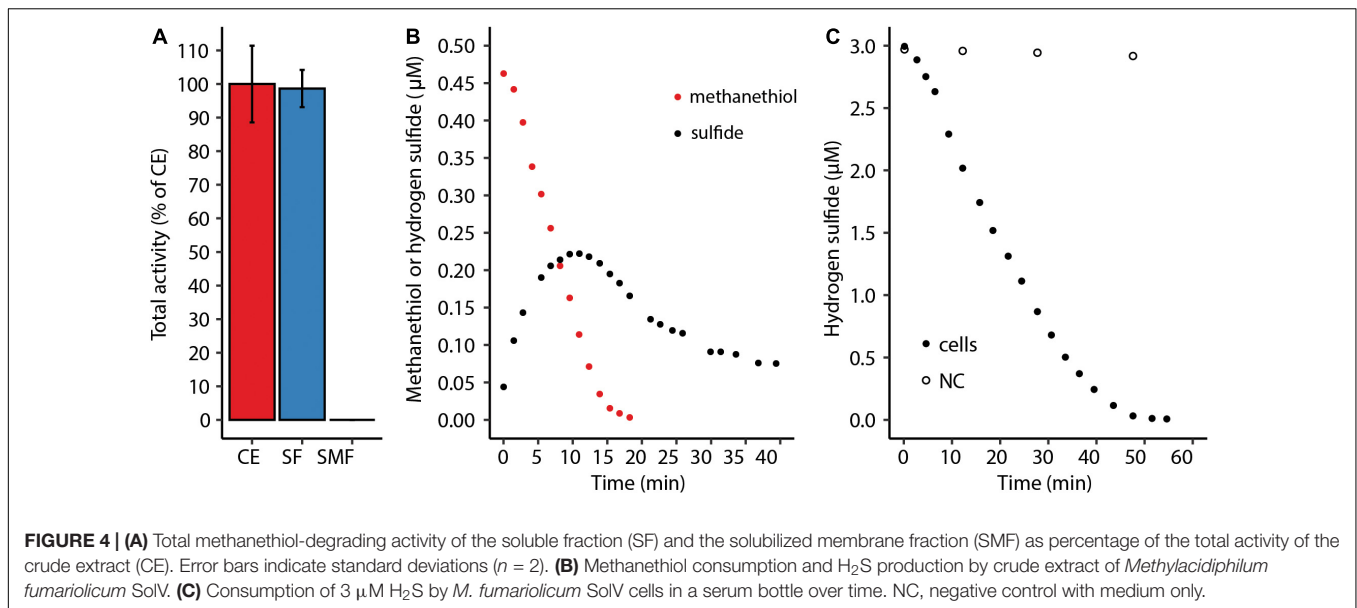 A
Total activity (% of CE)
110
100
90
80
70
60
50
40
30
20
10
0
CE SF SMF
B
Methanethiol or hydrogen sulfide (µM)
0.50
0.45
0.40
0.35
0.30
0.25
0.20
0.15
0.10
0.05
0.00
methanethiol
sulfide
0 5 10 15 20 25 30 35 40
Time (min)
C
Hydrogen sulfide (µM)
3.0
2.5
2.0
1.5
1.0
0.5
0.0
cells
NC
0 10 20 30 40 50 60
Time (min)
FIGURE 4 | (A) Total methanethiol-degrading activity of the soluble fraction (SF) and the solubilized membrane fraction (SMF) as percentage of the total activity of the
crude extract (CE). Error bars indicate standard deviations (n = 2). (B) Methanethiol consumption and H₂S production by crude extract of Methylacidiphilum
fumariolicum SolV. (C) Consumption of 3 µM H₂S by M. fumariolicum SolV cells in a serum bottle over time. NC, negative control with medium only.